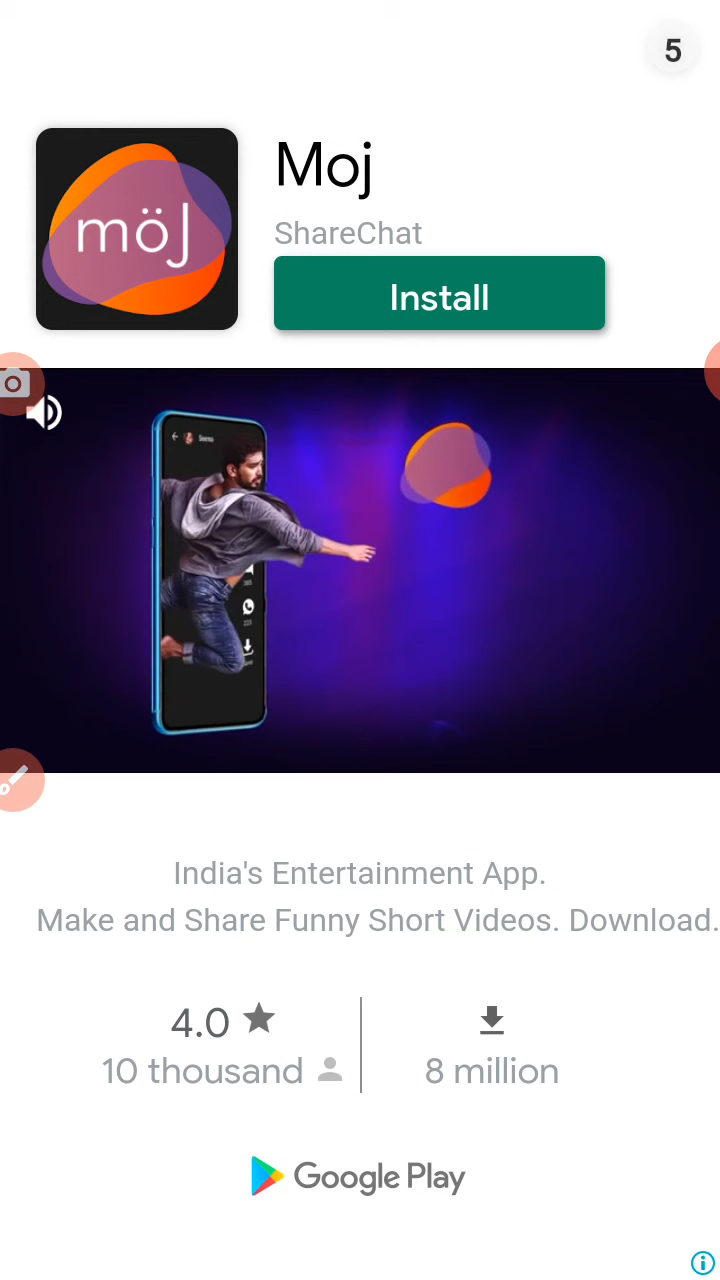 5
Moj
möj
ShareChat
Install
India's Entertainment App.
Make and Share Funny Short Videos. Download.
4.0
10 thousand
8 million
Google Play